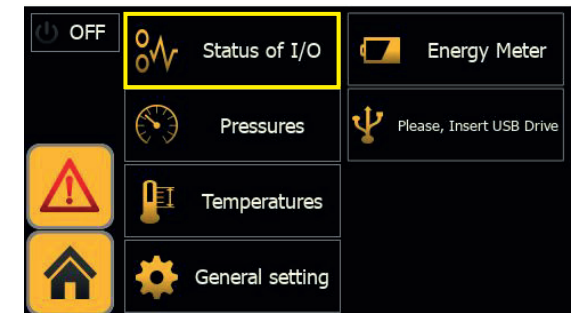 OFF
Status of I/O
Energy Meter
Pressures
Please, Insert USB Drive
Temperatures
General setting